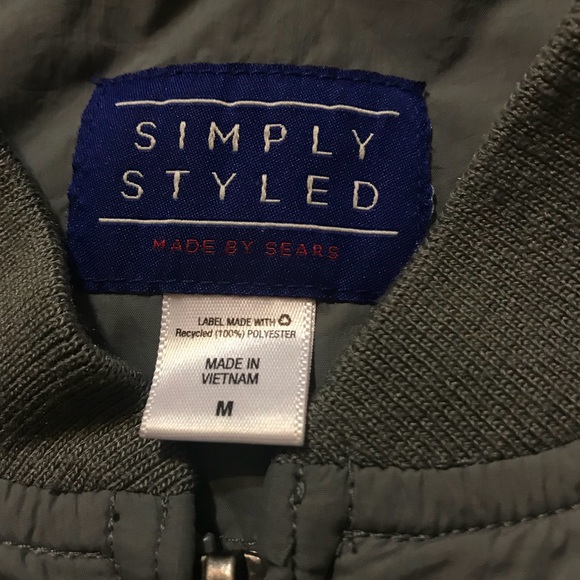 SIMPLY
STYLED
MADE BY SEARS
LABEL MADE WITH ♻
Recycled (100%) POLYESTER
MADE IN
VIETNAM
M